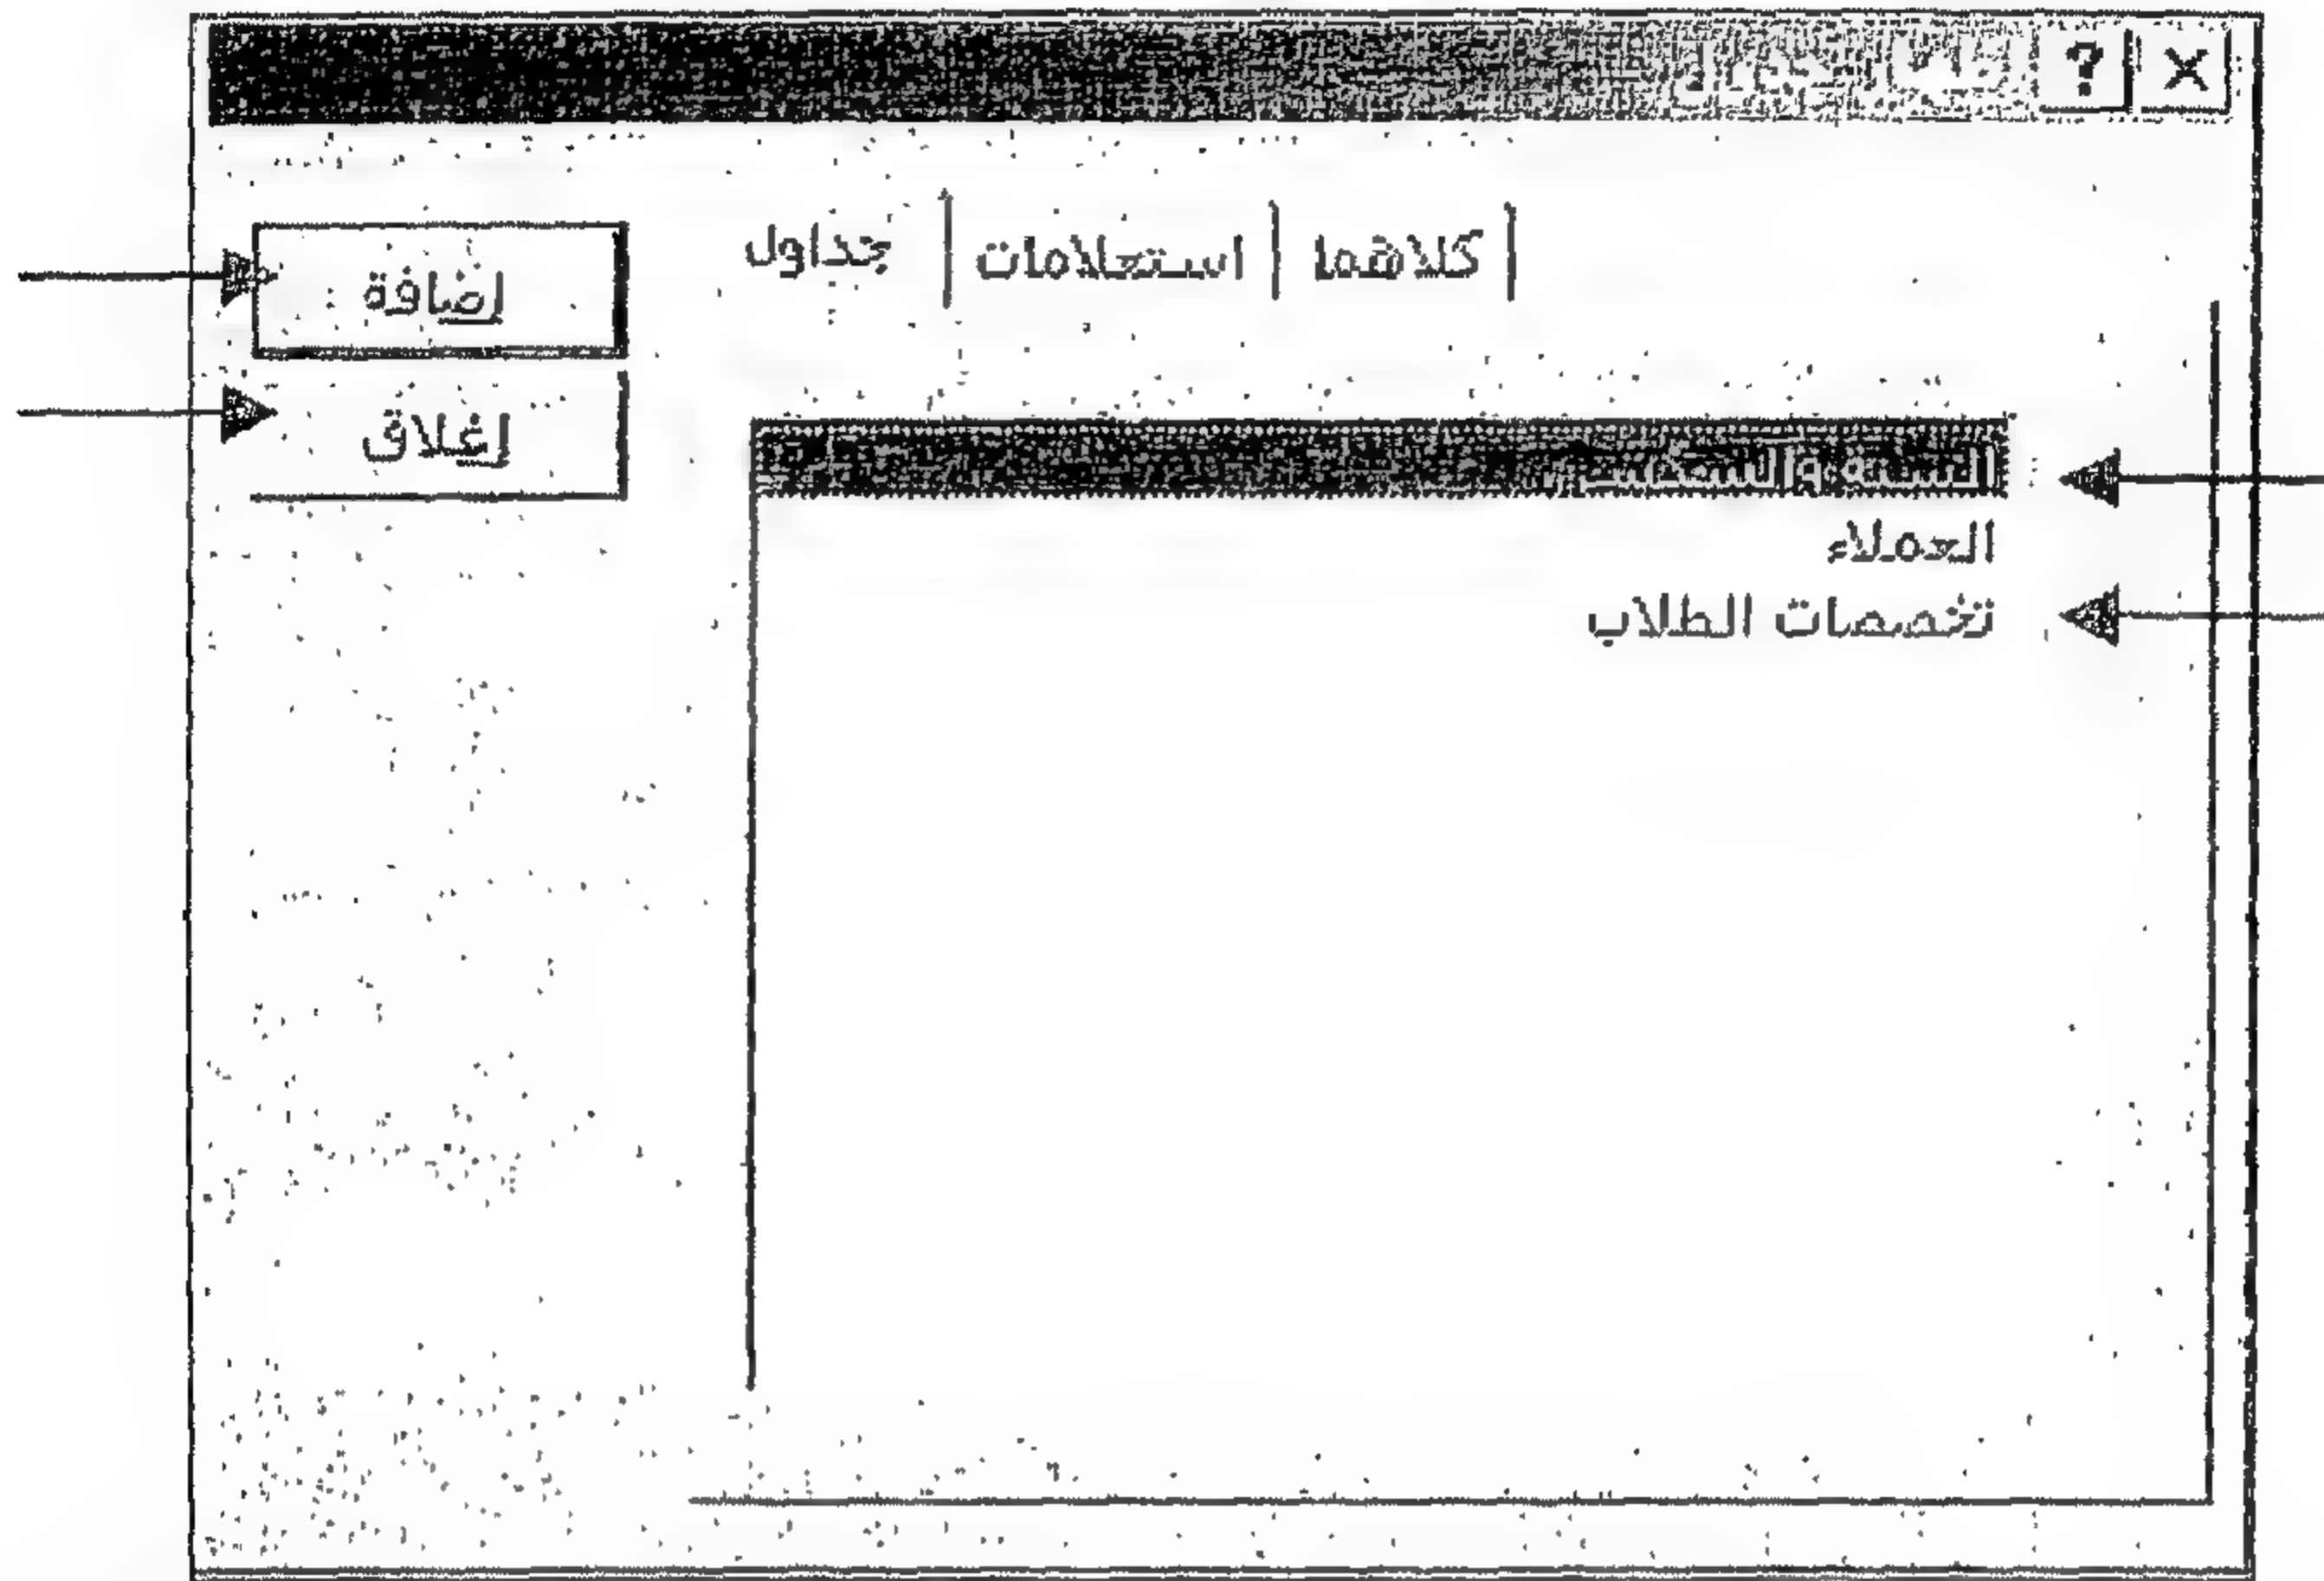 ? ×
جداول استعلامات كلاهما
إضافة
إغلاق
العملاء
تخصصات الطلاب